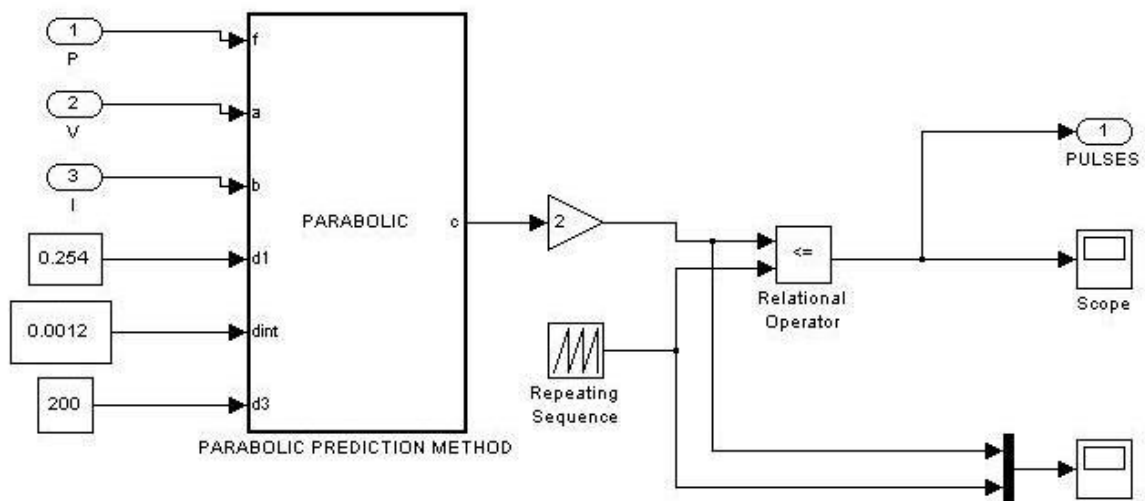 1
P
f
2
V
a
3
I
b
PARABOLIC
c
2
0.254
d1
0.0012
dint
200
d3
PARABOLIC PREDICTION METHOD
<=
Relational
Operator
Repeating
Sequence
1
PULSES
Scope